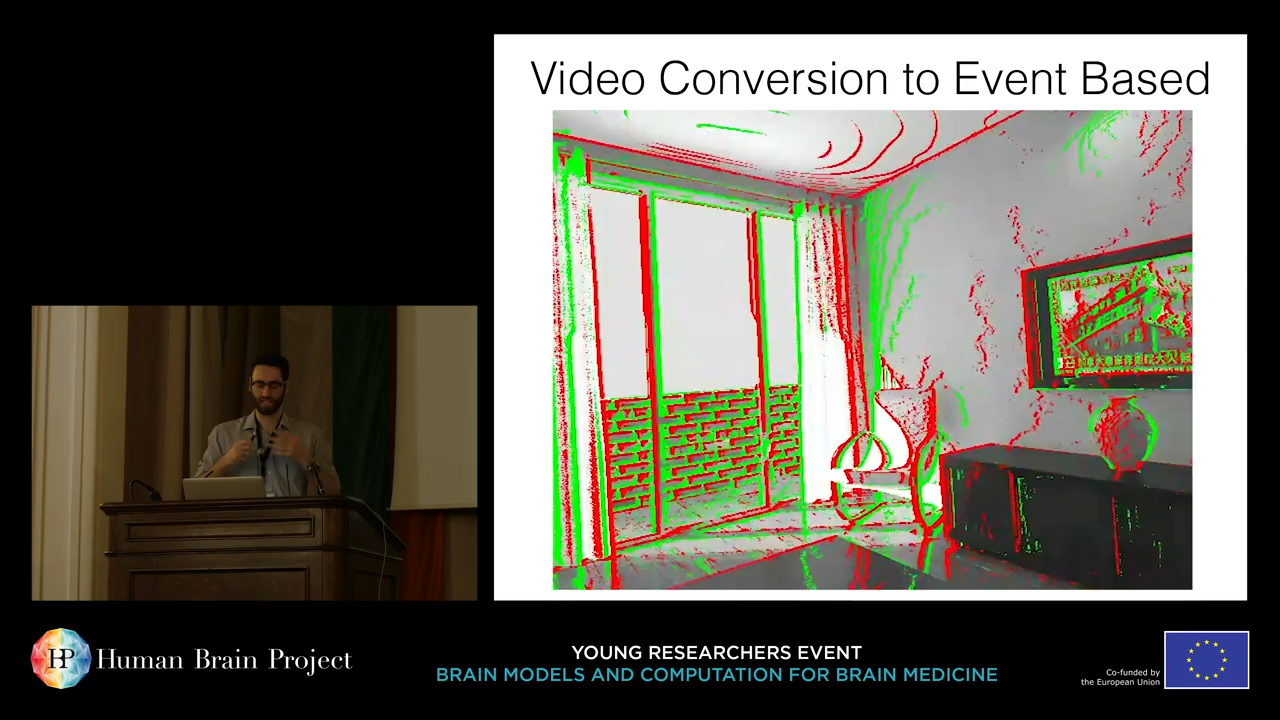 Video Conversion to Event Based
HP Human Brain Project
YOUNG RESEARCHERS EVENT
BRAIN MODELS AND COMPUTATION FOR BRAIN MEDICINE
Co-funded by
the European Union